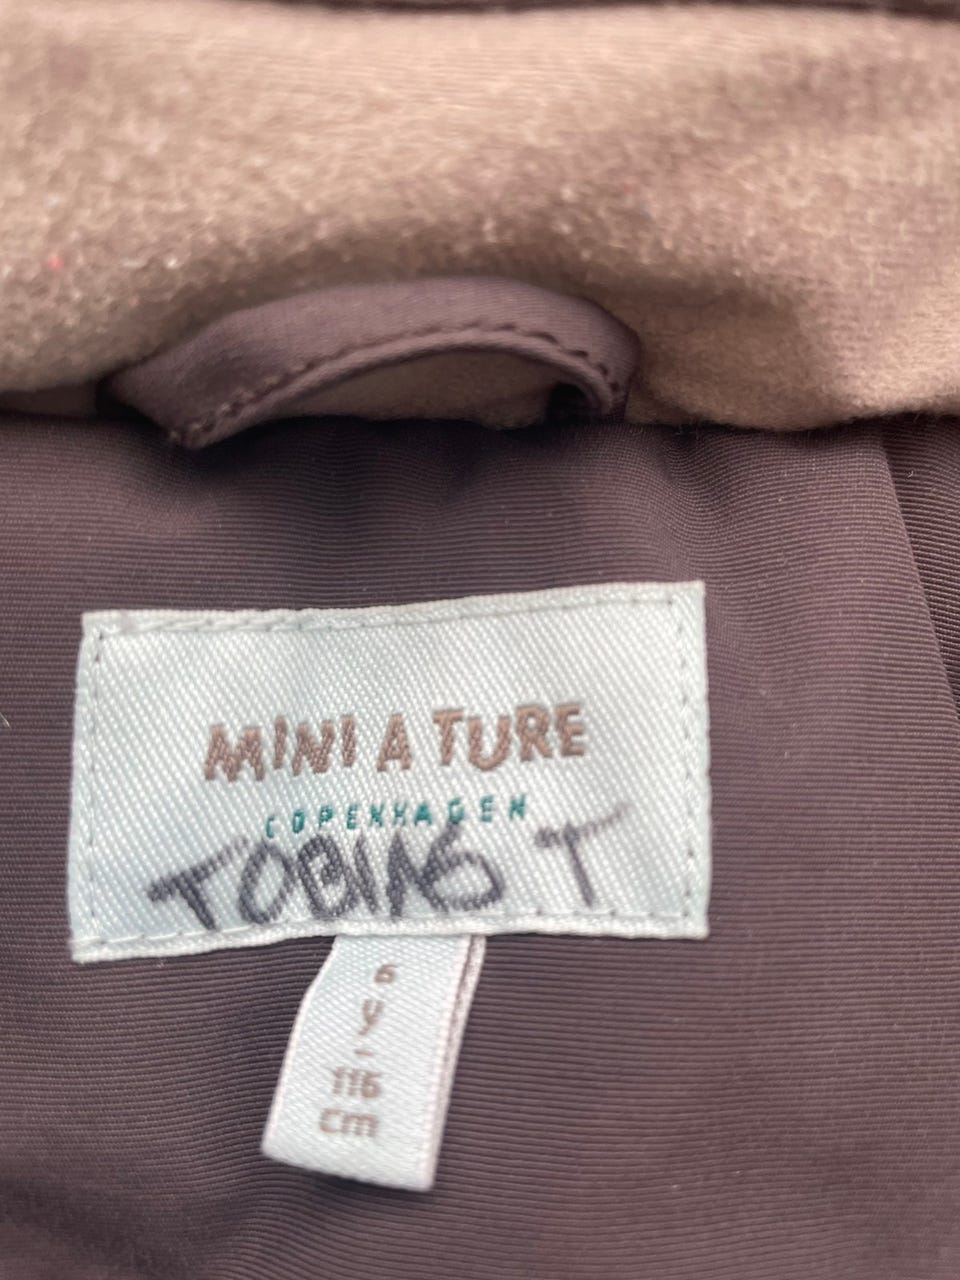 MINI A TURE
COPENHAGEN
TOBIAS T
6
y
-
116
cm